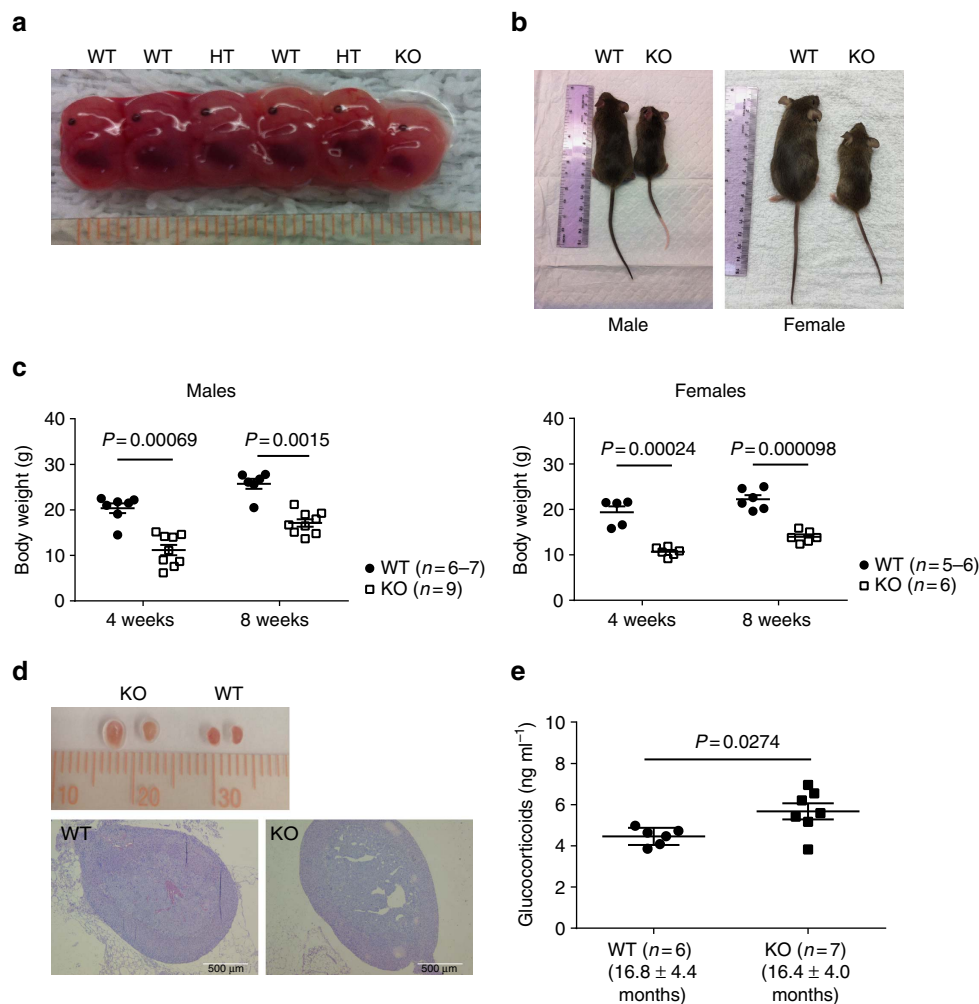 a
WT WT HT WT HT KO
b
WT KO WT KO
Male Female
c
Males
Body weight (g)
40
30
20
10
0
P=0.00069 P=0.0015
4 weeks 8 weeks
WT (n=6–7)
KO (n=9)
Females
Body weight (g)
40
30
20
10
0
P=0.00024 P=0.000098
4 weeks 8 weeks
WT (n=5–6)
KO (n=6)
d
KO WT
10 20 30
WT KO
500 μm 500 μm
e
Glucocorticoids (ng ml⁻¹)
10
8
6
4
2
0
P=0.0274
WT (n=6) KO (n=7)
(16.8 ± 4.4 (16.4 ± 4.0
months) months)